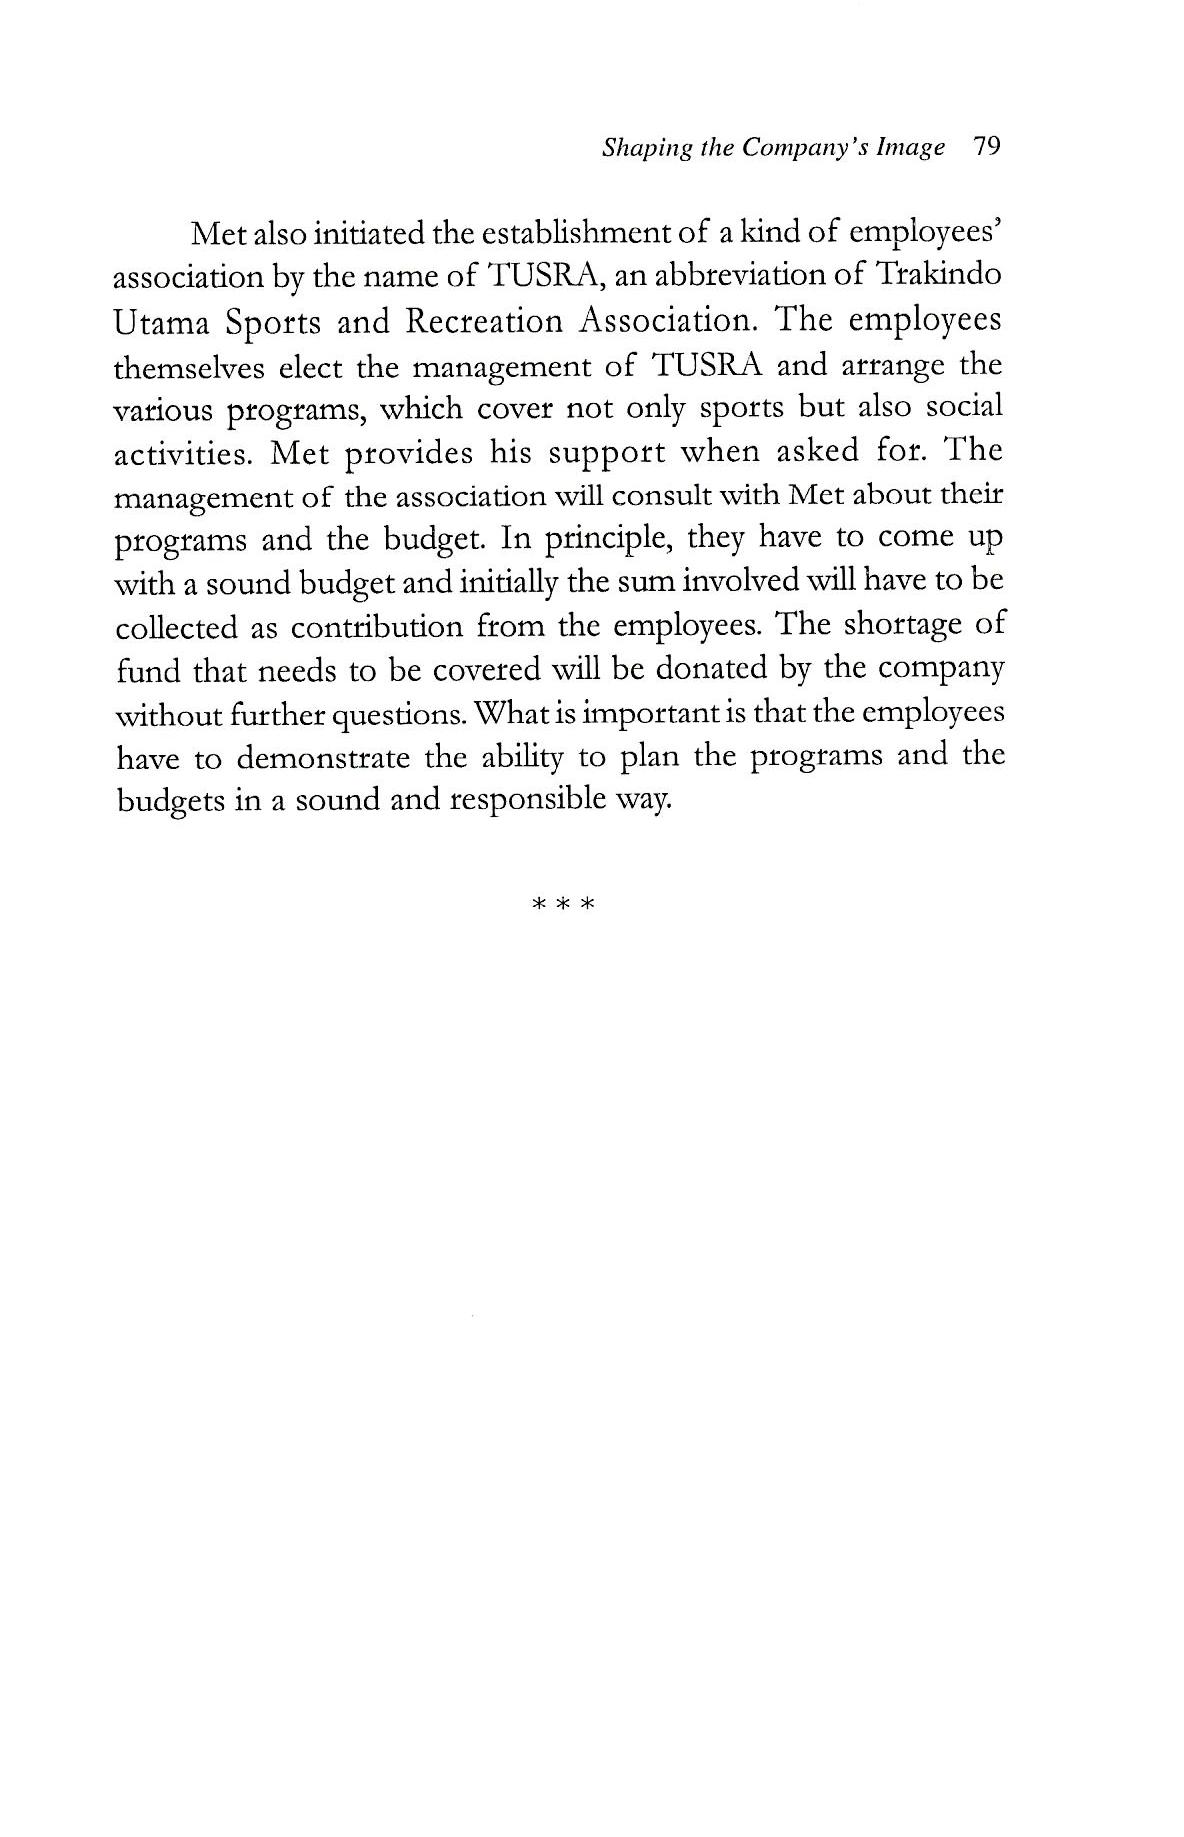 Shaping the Company's Image 79
Met also initiated the establishment of a kind of employees'
association by the name of TUSRA, an abbreviation of Trakindo
Utama Sports and Recreation Association. The employees
themselves elect the management of TUSRA and arrange the
various programs, which cover not only sports but also social
activities. Met provides his support when asked for. The
management of the association will consult with Met about their
programs and the budget. In principle, they have to come up
with a sound budget and initially the sum involved will have to be
collected as contribution from the employees. The shortage of
fund that needs to be covered will be donated by the company
without further questions. What is important is that the employees
have to demonstrate the ability to plan the programs and the
budgets in a sound and responsible way.
* * *